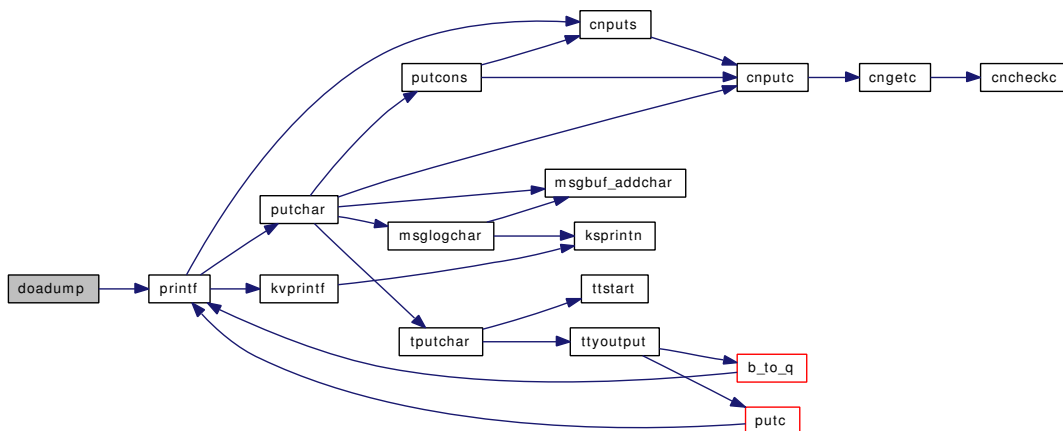 cnputs
putcons
cnputc
cngetc
cncheckc
msgbuf_addchar
putchar
msglogchar
ksprintn
doadump
printf
kvprintf
ttstart
tputchar
ttyoutput
b_to_q
putc